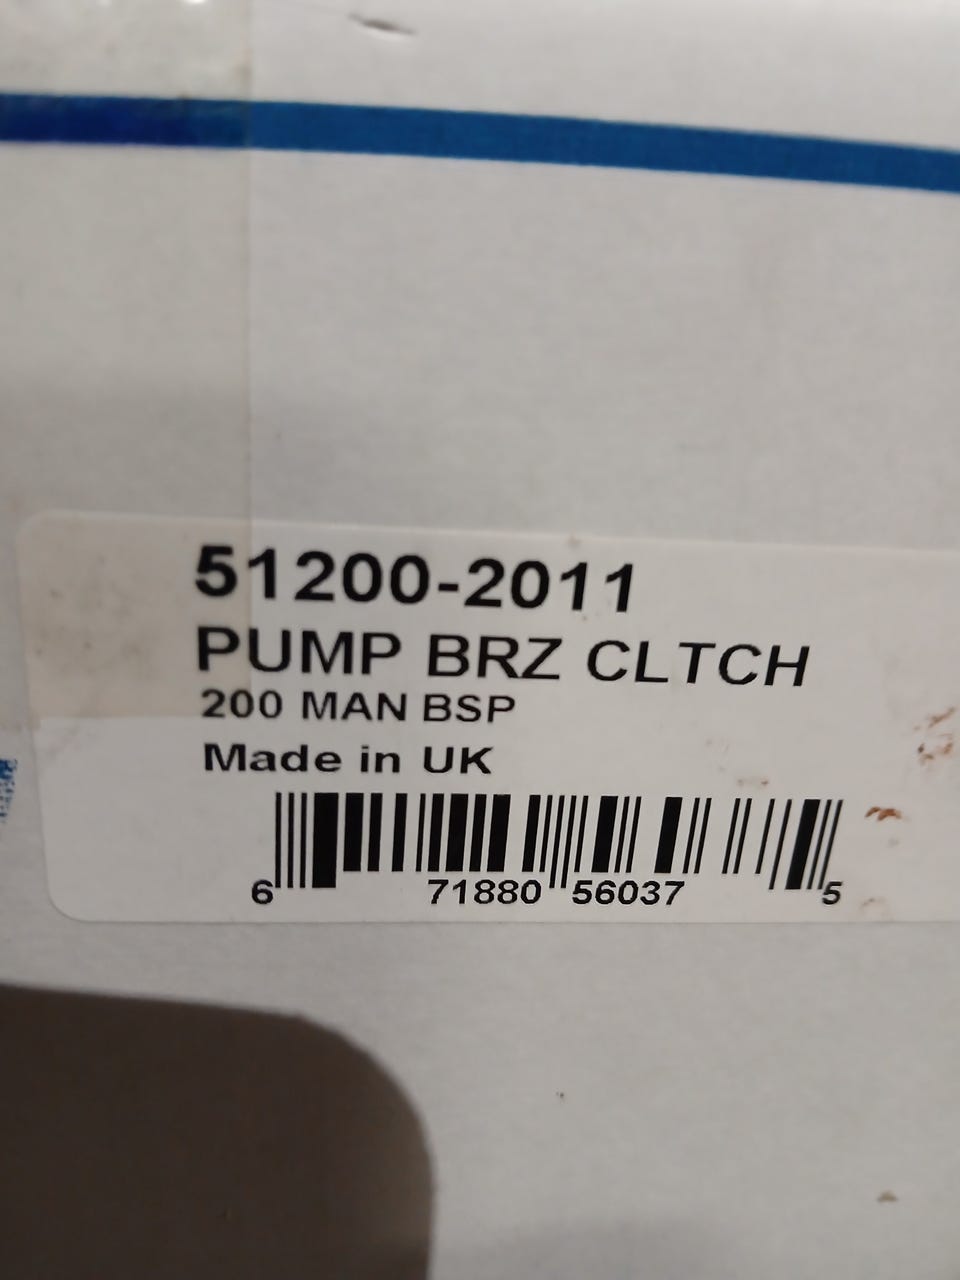 51200-2011
PUMP BRZ CLTCH
200 MAN BSP
Made in UK
6 71880 56037 5